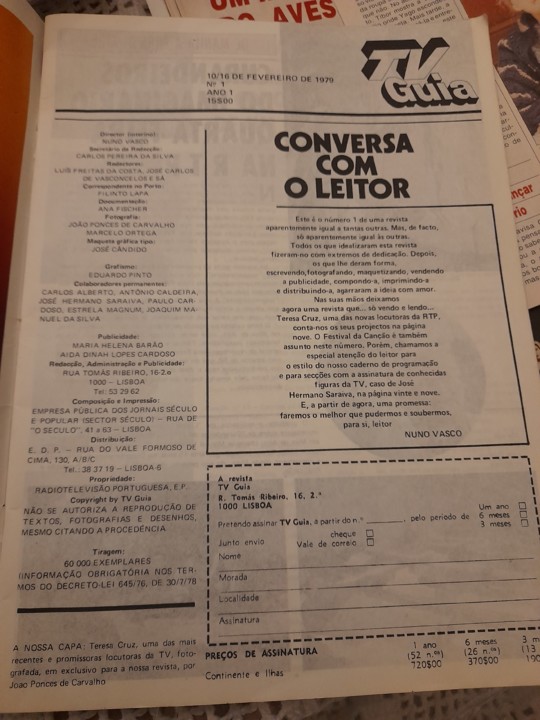 UM
DO AVES
10/16 DE FEVEREIRO DE 1979
Nº 1
ANO 1
15$00
TV
Guia
Director (interino):
NUNO VASCO
Secretário da Redacção:
CARLOS PEREIRA DA SILVA
Redactores:
LUÍS FREITAS DA COSTA, JOSÉ CARLOS
DE VASCONCELOS E SÁ
Correspondente no Porto:
FILINTO LAPA
Documentação:
ANA FISCHER
Fotografia:
JOÃO PONCES DE CARVALHO
MARCELO ORTEGA
Maqueta gráfica tipo:
JOSÉ CÂNDIDO
Grafismo:
EDUARDO PINTO
Colaboradores permanentes:
CARLOS ALBERTO, ANTÓNIO CALDEIRA,
JOSÉ HERMANO SARAIVA, PAULO CAR-
DOSO, ESTRELA MAGNUM, JOAQUIM MA-
NUEL DA SILVA
Publicidade:
MARIA HELENA BARÃO
AIDA DINAH LOPES CARDOSO
Redacção, Administração e Publicidade:
RUA TOMÁS RIBEIRO, 16-2.º
1000 – LISBOA
Tel: 53 29 62
Composição e Impressão:
EMPRESA PÚBLICA DOS JORNAIS SÉCULO
E POPULAR (SECTOR SÉCULO) – RUA DE
"O SÉCULO", 41 a 63 – LISBOA
Distribuição:
E. D. P. – RUA DO VALE FORMOSO DE
CIMA, 130, A/B/C
Tel.: 38 37 19 – LISBOA-6
Propriedade:
RADIOTELEVISÃO PORTUGUESA, E.P.
Copyright by TV Guia
NÃO SE AUTORIZA A REPRODUÇÃO DE
TEXTOS, FOTOGRAFIAS E DESENHOS,
MESMO CITANDO A PROCEDÊNCIA
Tiragem:
60 000 EXEMPLARES
(INFORMAÇÃO OBRIGATÓRIA NOS TER-
MOS DO DECRETO-LEI 645/76, DE 30/7/78
A NOSSA CAPA: Teresa Cruz, uma das mais
recentes e promissoras locutoras da TV, foto-
grafada, em exclusivo para a nossa revista, por
João Ponces de Carvalho
CONVERSA
COM
O LEITOR
Este é o número 1 de uma revista
aparentemente igual a tantas outras. Mas, de facto,
só aparentemente igual às outras.
Todos os que idealizaram esta revista
fizeram-no com extremos de dedicação. Depois,
os que lhe deram forma,
escrevendo, fotografando, maquetizando, vendendo
a publicidade, compondo-a, imprimindo-a
e distribuindo-a, agarraram a ideia com amor.
Nas suas mãos deixamos
agora uma revista que... só vendo e lendo...
Teresa Cruz, uma das novas locutoras da RTP,
conta-nos os seus projectos na página
nove. O Festival da Canção é também
assunto neste número. Porém, chamamos a
especial atenção do leitor para
o estilo do nosso caderno de programação
e para secções com a assinatura de conhecidas
figuras da TV, caso de José
Hermano Saraiva, na página vinte e nove.
E, a partir de agora, uma promessa:
faremos o melhor que pudermos e soubermos,
para si, leitor
NUNO VASCO
A revista
TV Guia
R. Tomás Ribeiro, 16, 2.º
1000 LISBOA
Pretendo assinar TV Guia, a partir do n.º ______, pelo período de
Um ano
6 meses
3 meses
Junto envio
cheque
Vale de correio
Nome
Morada
Localidade
Assinatura
PREÇOS DE ASSINATURA
1 ano 6 meses 3 m
(52 n.os) (26 n.os) (13
Continente e Ilhas 720$00 370$00 190